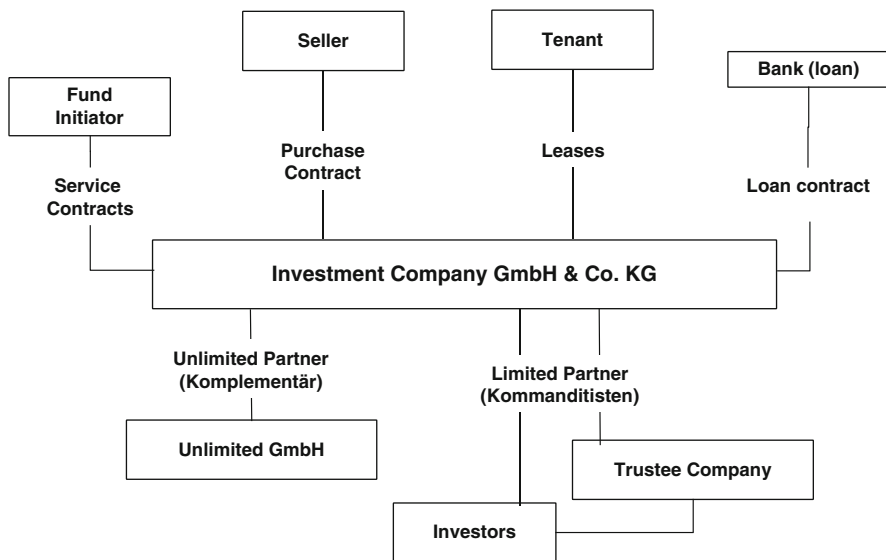 Seller
Tenant
Bank (loan)
Fund
Initiator
Purchase
Contract
Leases
Service
Contracts
Loan contract
Investment Company GmbH & Co. KG
Unlimited Partner
(Komplementär)
Limited Partner
(Kommanditisten)
Unlimited GmbH
Trustee Company
Investors